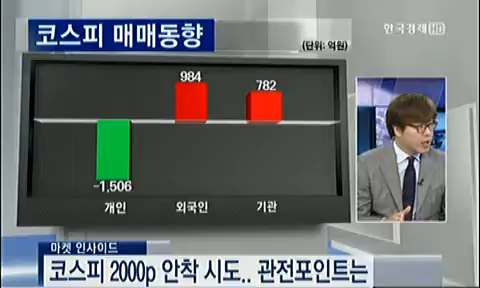 코스피 매매동향
한국경제HD
(단위: 억원)
984
782
-1,506
개인
외국인
기관
마켓 인사이드
코스피 2000p 안착 시도.. 관전포인트는